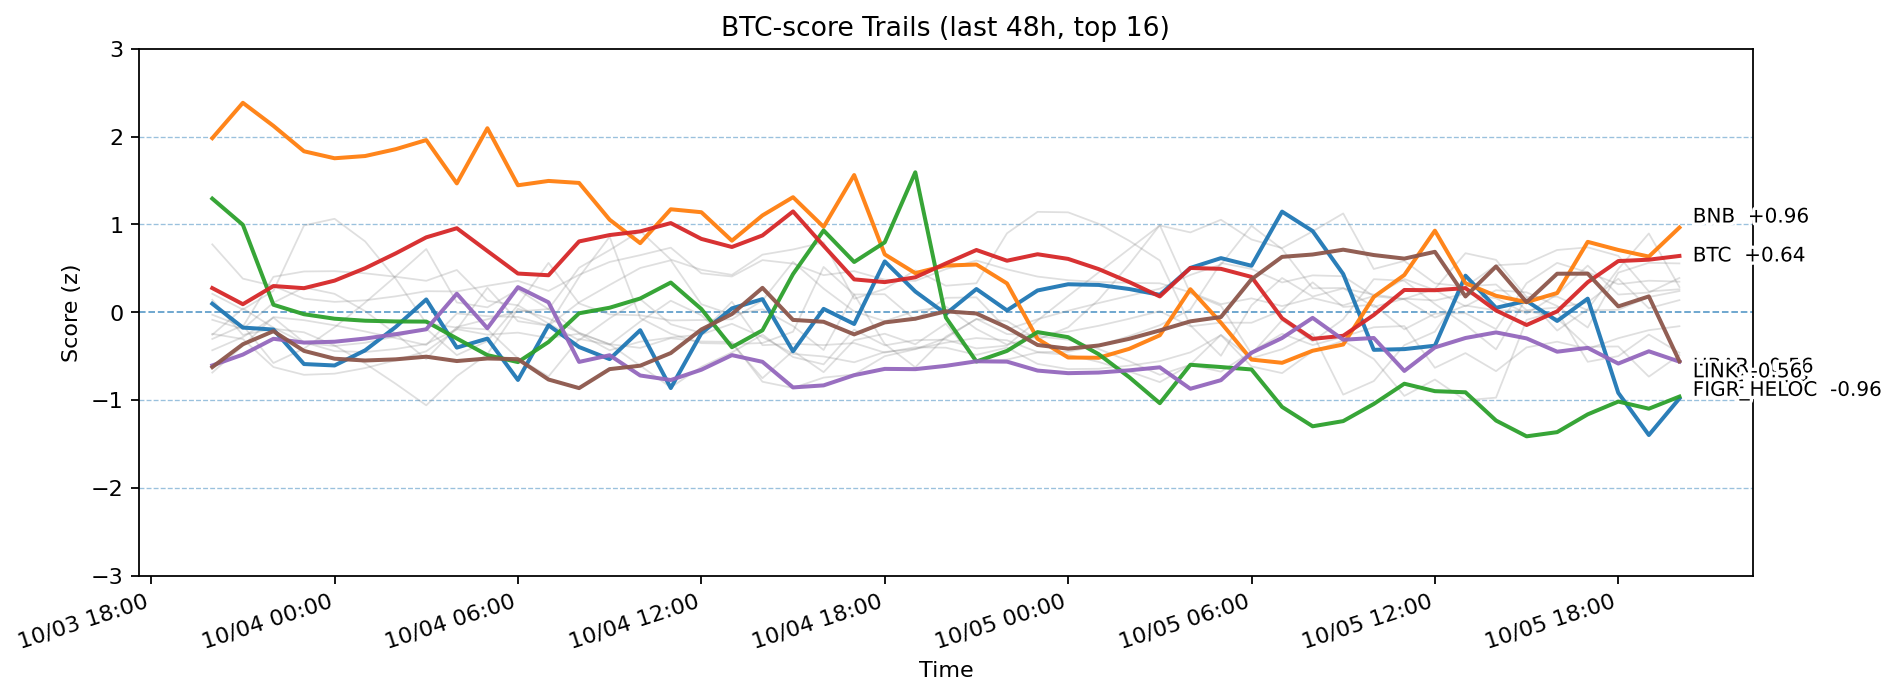 BTC-score Trails (last 48h, top 16)
Score (z)
3
2
1
0
−1
−2
−3
BNB +0.96
BTC +0.64
LINK -0.56
FIGR_HELOC -0.96
10/03 18:00
10/04 00:00
10/04 06:00
10/04 12:00
10/04 18:00
10/05 00:00
10/05 06:00
10/05 12:00
10/05 18:00
Time